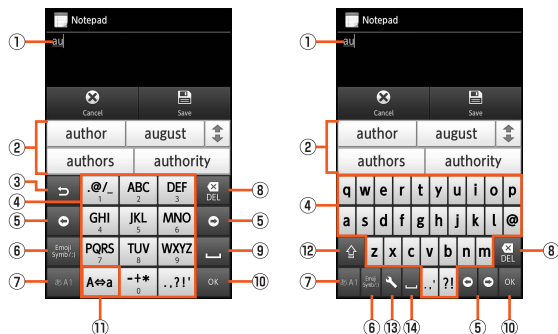 Notepad
① au
Cancel Save
② author august
authors authority
③ .@/_ 1 ABC 2 DEF 3 DEL ⑧
④
⑤ GHI 4 JKL 5 MNO 6 ⑤
⑥ Emoji Symb/:) PQRS 7 TUV 8 WXYZ 9 ⑨
⑦ あA1 A⇔a -+* 0 .,?!' OK ⑩
⑪
Notepad
① au
Cancel Save
② author august
authors authority
④ q w e r t y u i o p
a s d f g h j k l @
⑫ z x c v b n m DEL ⑧
⑦ あA1 Emoji Symb/:) .,' ?! OK
⑥ ⑬ ⑭ ⑤ ⑩